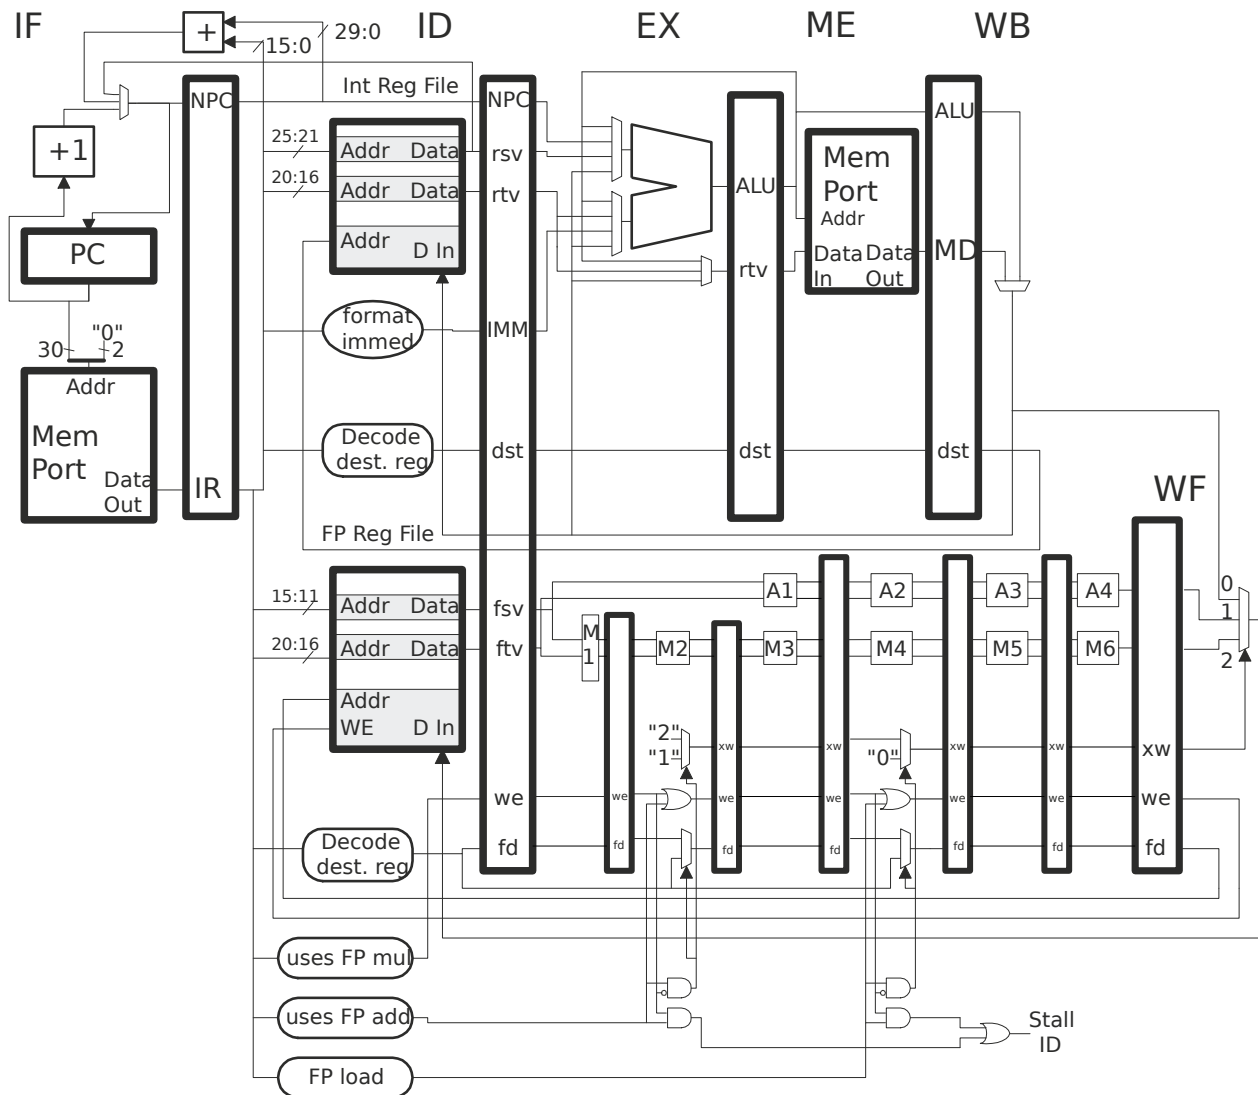 IF
ID
EX
ME
WB
+
29:0
15:0
Int Reg File
NPC
NPC
ALU
+1
25:21
Addr Data
rsv
Mem
Port
20:16
Addr Data
rtv
ALU
Addr
PC
Addr
D In
rtv
Data
In
Data
Out
MD
format
immed
IMM
"0"
30
2
Addr
Mem
Port
Data
Out
IR
Decode
dest. reg
dst
dst
dst
WF
FP Reg File
15:11
Addr Data
fsv
A1
A2
A3
A4
0
1
20:16
Addr Data
ftv
M
1
M2
M3
M4
M5
M6
2
Addr
WE
D In
"2"
"1"
xw
xw
"0"
xw
xw
xw
we
we
we
we
we
we
we
Decode
dest. reg
fd
fd
fd
fd
fd
fd
fd
uses FP mul
uses FP add
Stall
ID
FP load